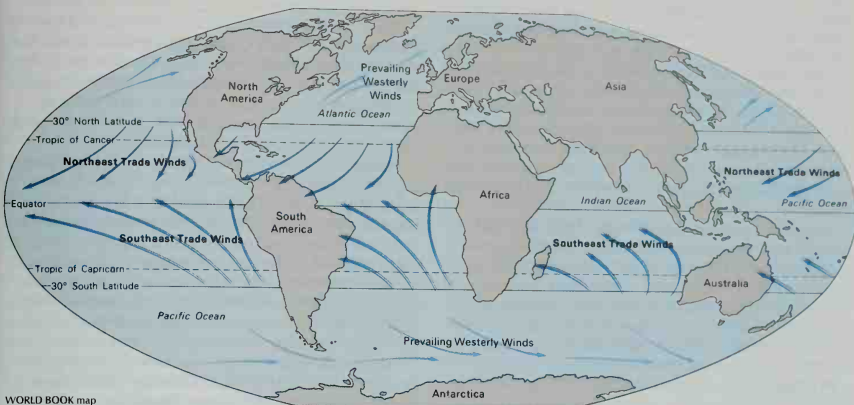 North
America
Prevailing
Westerly
Winds
Europe
Asia
Atlantic Ocean
30° North Latitude
Tropic of Cancer
Northeast Trade Winds
Northeast Trade Winds
Africa
Indian Ocean
Pacific Ocean
Equator
South
America
Southeast Trade Winds
Southeast Trade Winds
Tropic of Capricorn
30° South Latitude
Australia
Pacific Ocean
Prevailing Westerly Winds
Antarctica
WORLD BOOK map